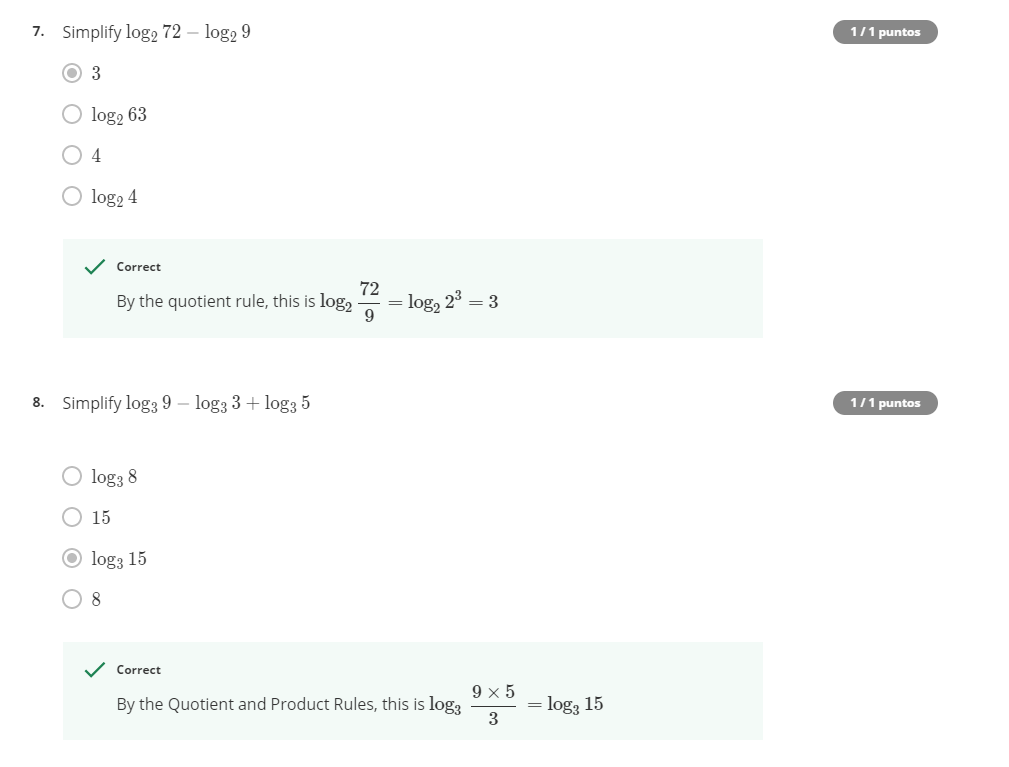 7. Simplify log₂ 72 − log₂ 9
1 / 1 puntos
3
log₂ 63
4
log₂ 4
Correct
By the quotient rule, this is log₂ 72/9 = log₂ 2³ = 3
8. Simplify log₃ 9 − log₃ 3 + log₃ 5
1 / 1 puntos
log₃ 8
15
log₃ 15
8
Correct
By the Quotient and Product Rules, this is log₃ (9 × 5)/3 = log₃ 15